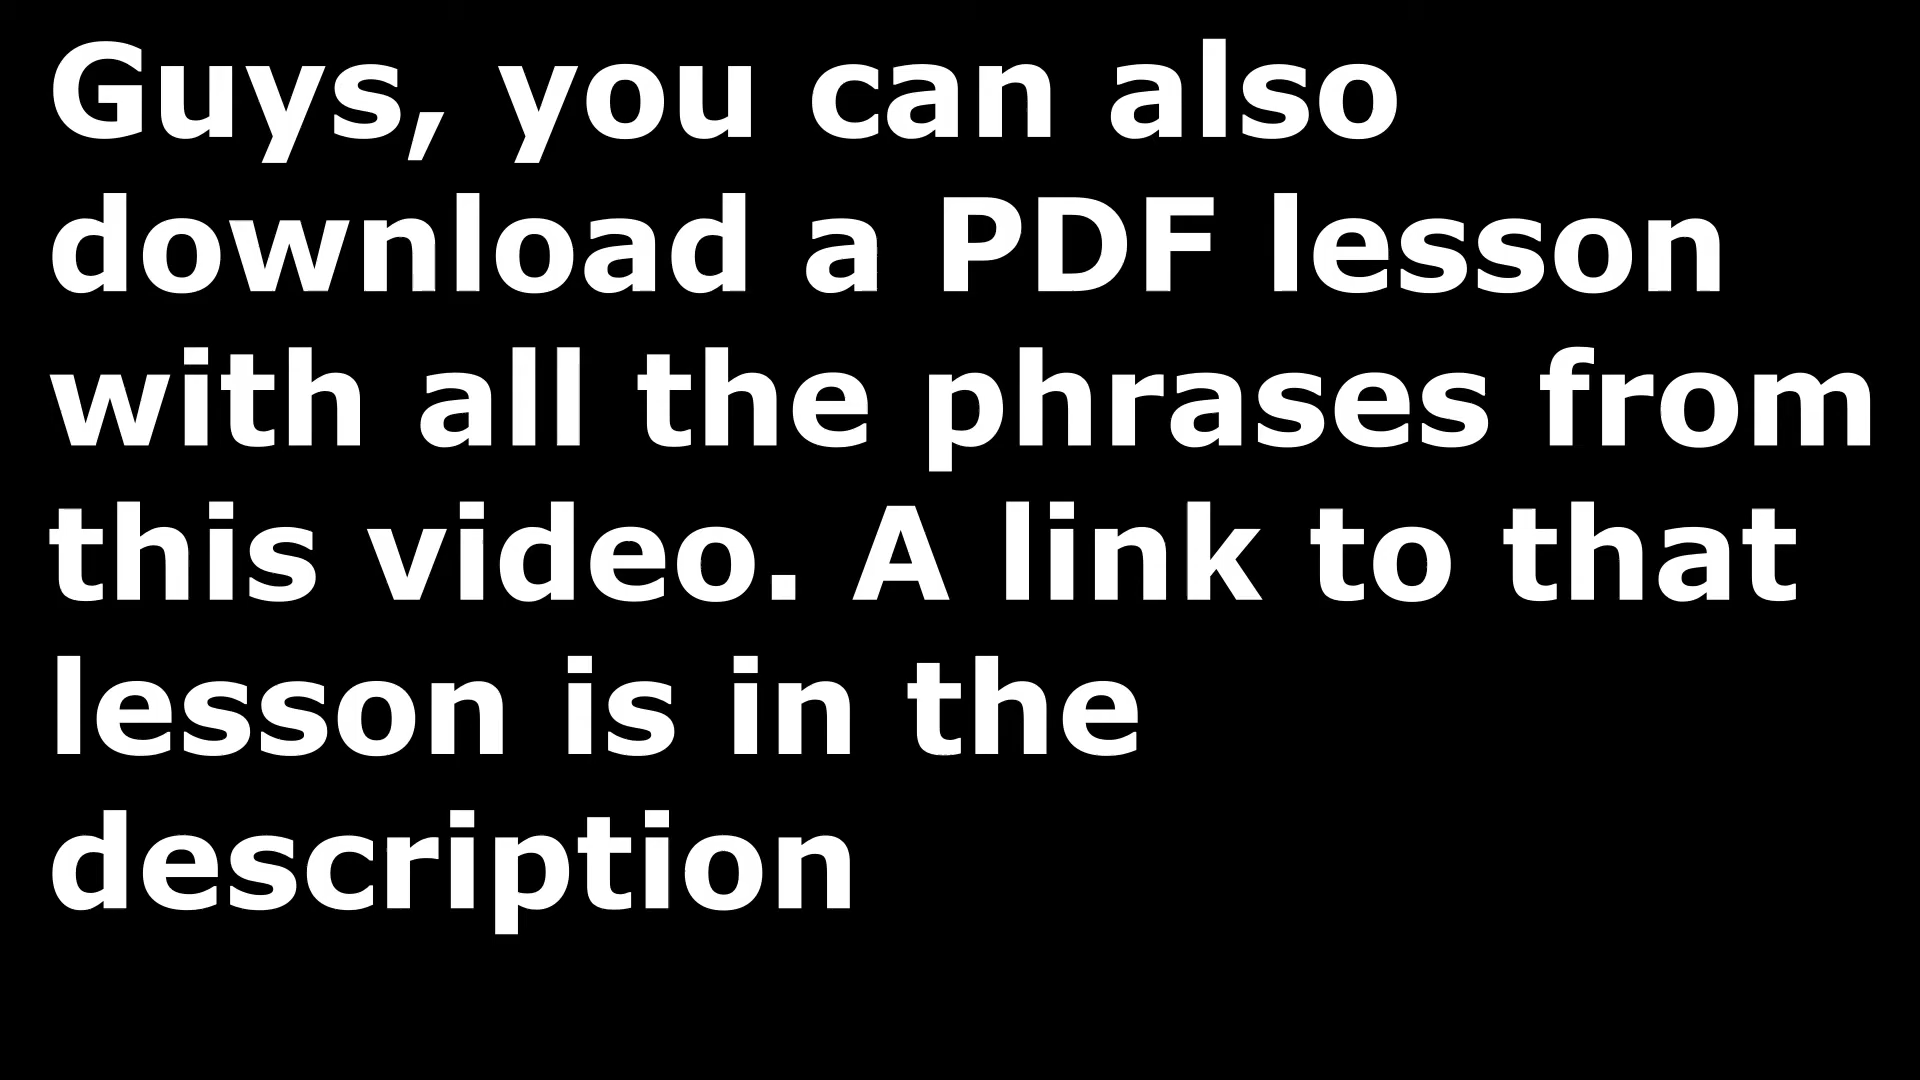 Guys, you can also
download a PDF lesson
with all the phrases from
this video. A link to that
lesson is in the
description